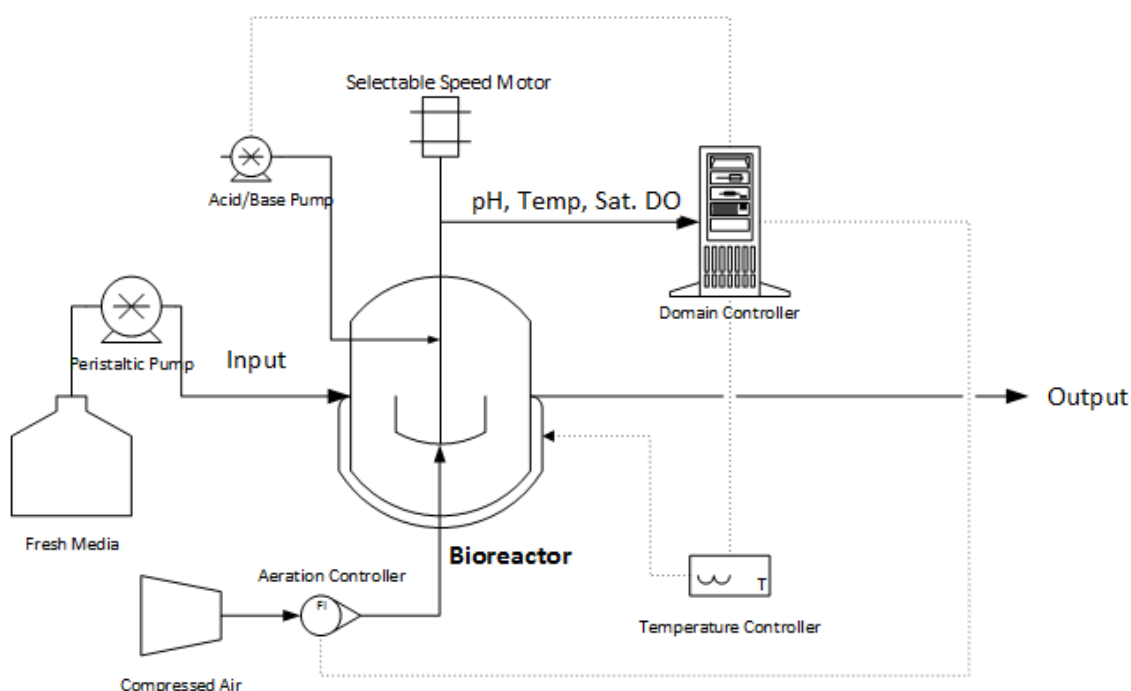 Selectable Speed Motor
Acid/Base Pump
pH, Temp, Sat. DO
Domain Controller
Peristaltic Pump
Input
Output
Fresh Media
Bioreactor
Aeration Controller
FI
T
Temperature Controller
Compressed Air